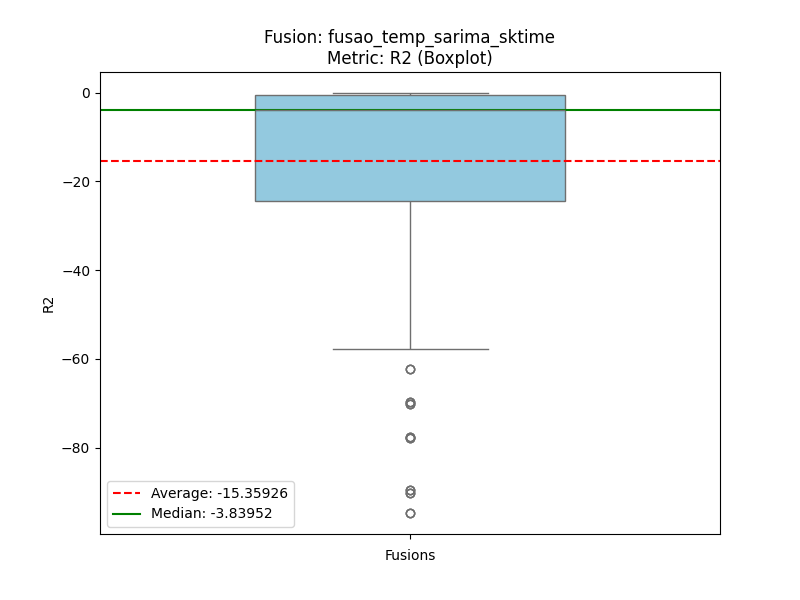 Fusion: fusao_temp_sarima_sktime
Metric: R2 (Boxplot)
0
−20
−40
−60
−80
R2
Average: -15.35926
Median: -3.83952
Fusions